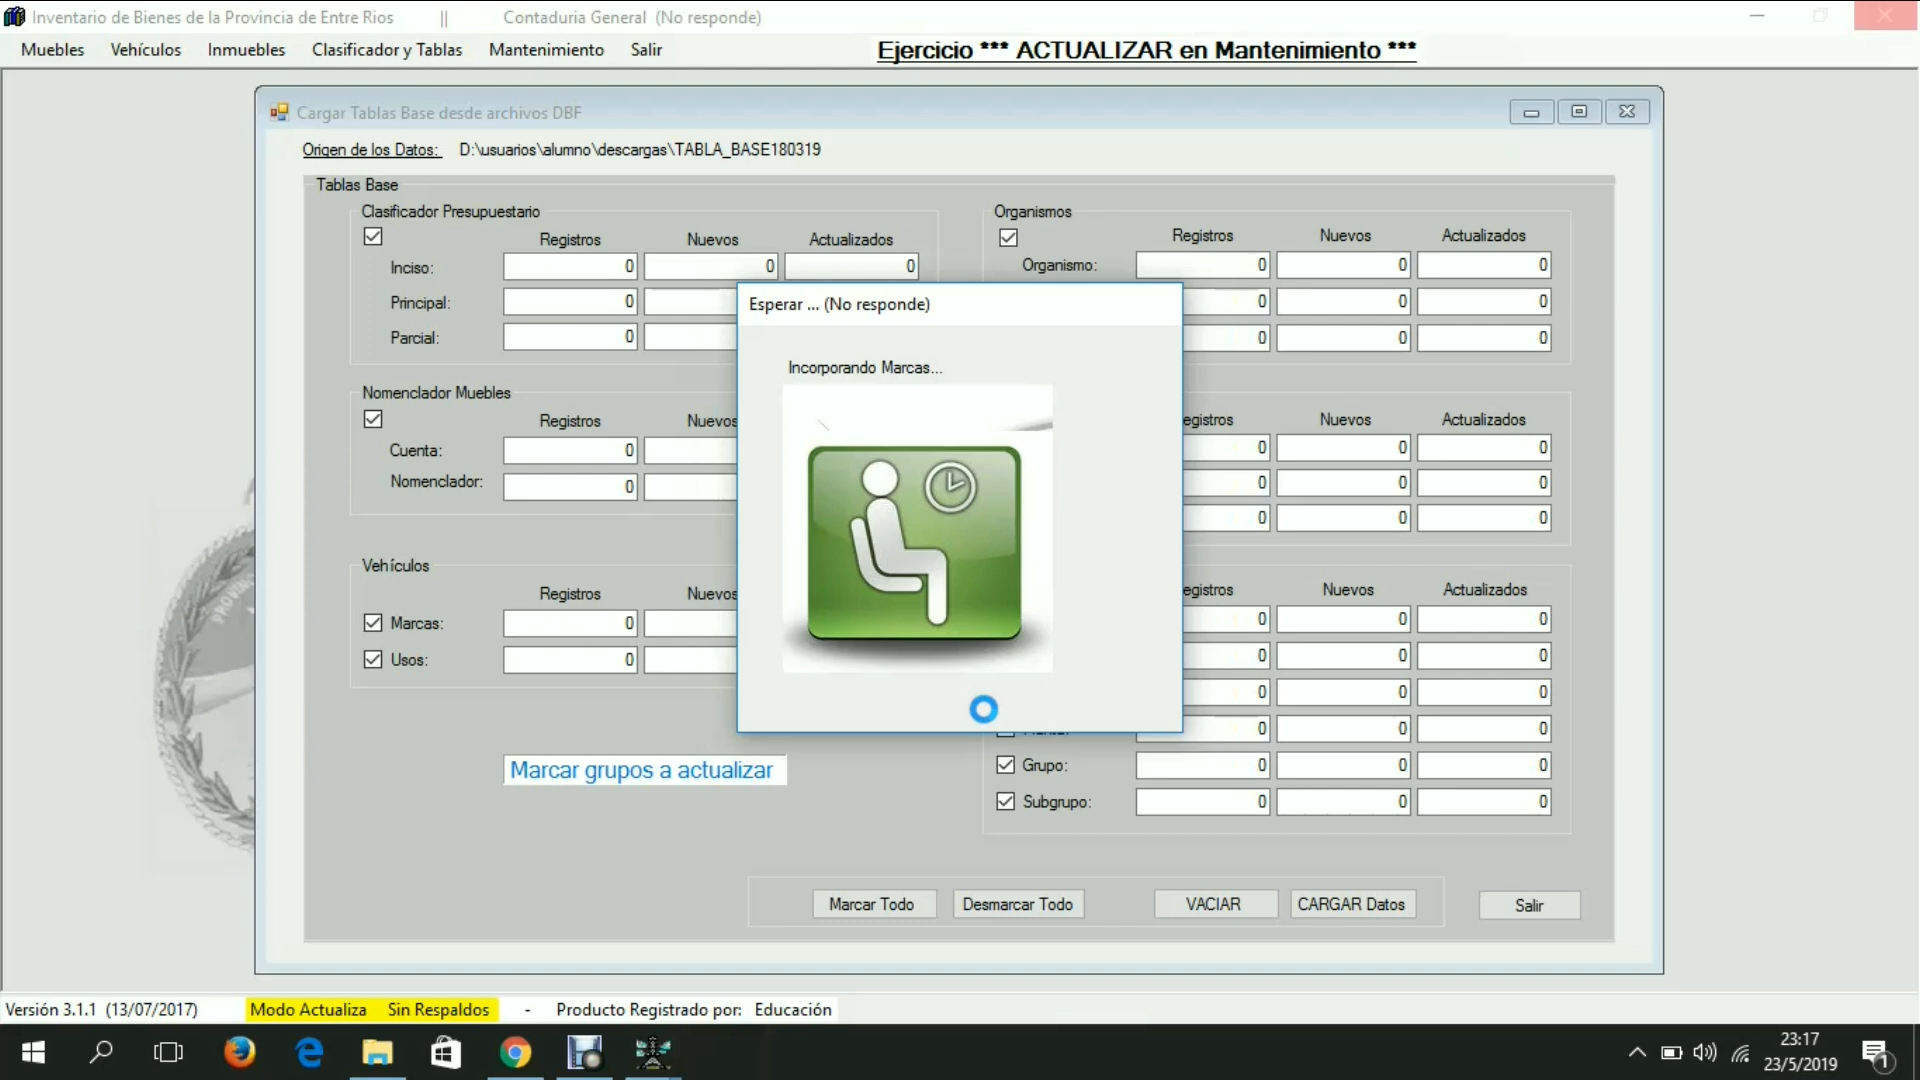 Inventario de Bienes de la Provincia de Entre Rios || Contaduria General (No responde)
Muebles Vehículos Inmuebles Clasificador y Tablas Mantenimiento Salir
Ejercicio *** ACTUALIZAR en Mantenimiento ***
Cargar Tablas Base desde archivos DBF
Origen de los Datos: D:\usuarios\alumno\descargas\TABLA_BASE180319
Tablas Base
Clasificador Presupuestario
Registros Nuevos Actualizados
Inciso: 0 0 0
Principal: 0
Parcial: 0
Organismos
Registros Nuevos Actualizados
Organismo: 0 0 0
0 0 0
0 0 0
Esperar ... (No responde)
Incorporando Marcas...
Nomenclador Muebles
Registros Nuevos
Cuenta: 0
Nomenclador: 0
egistros Nuevos Actualizados
0 0 0
0 0 0
0 0 0
Vehículos
Registros Nuevos
Marcas: 0
Usos: 0
egistros Nuevos Actualizados
0 0 0
0 0 0
0 0 0
0 0 0
Grupo: 0 0 0
Subgrupo: 0 0 0
Marcar grupos a actualizar
Marcar Todo Desmarcar Todo VACIAR CARGAR Datos Salir
Versión 3.1.1 (13/07/2017) Modo Actualiza Sin Respaldos - Producto Registrado por: Educación
23:17
23/5/2019
1